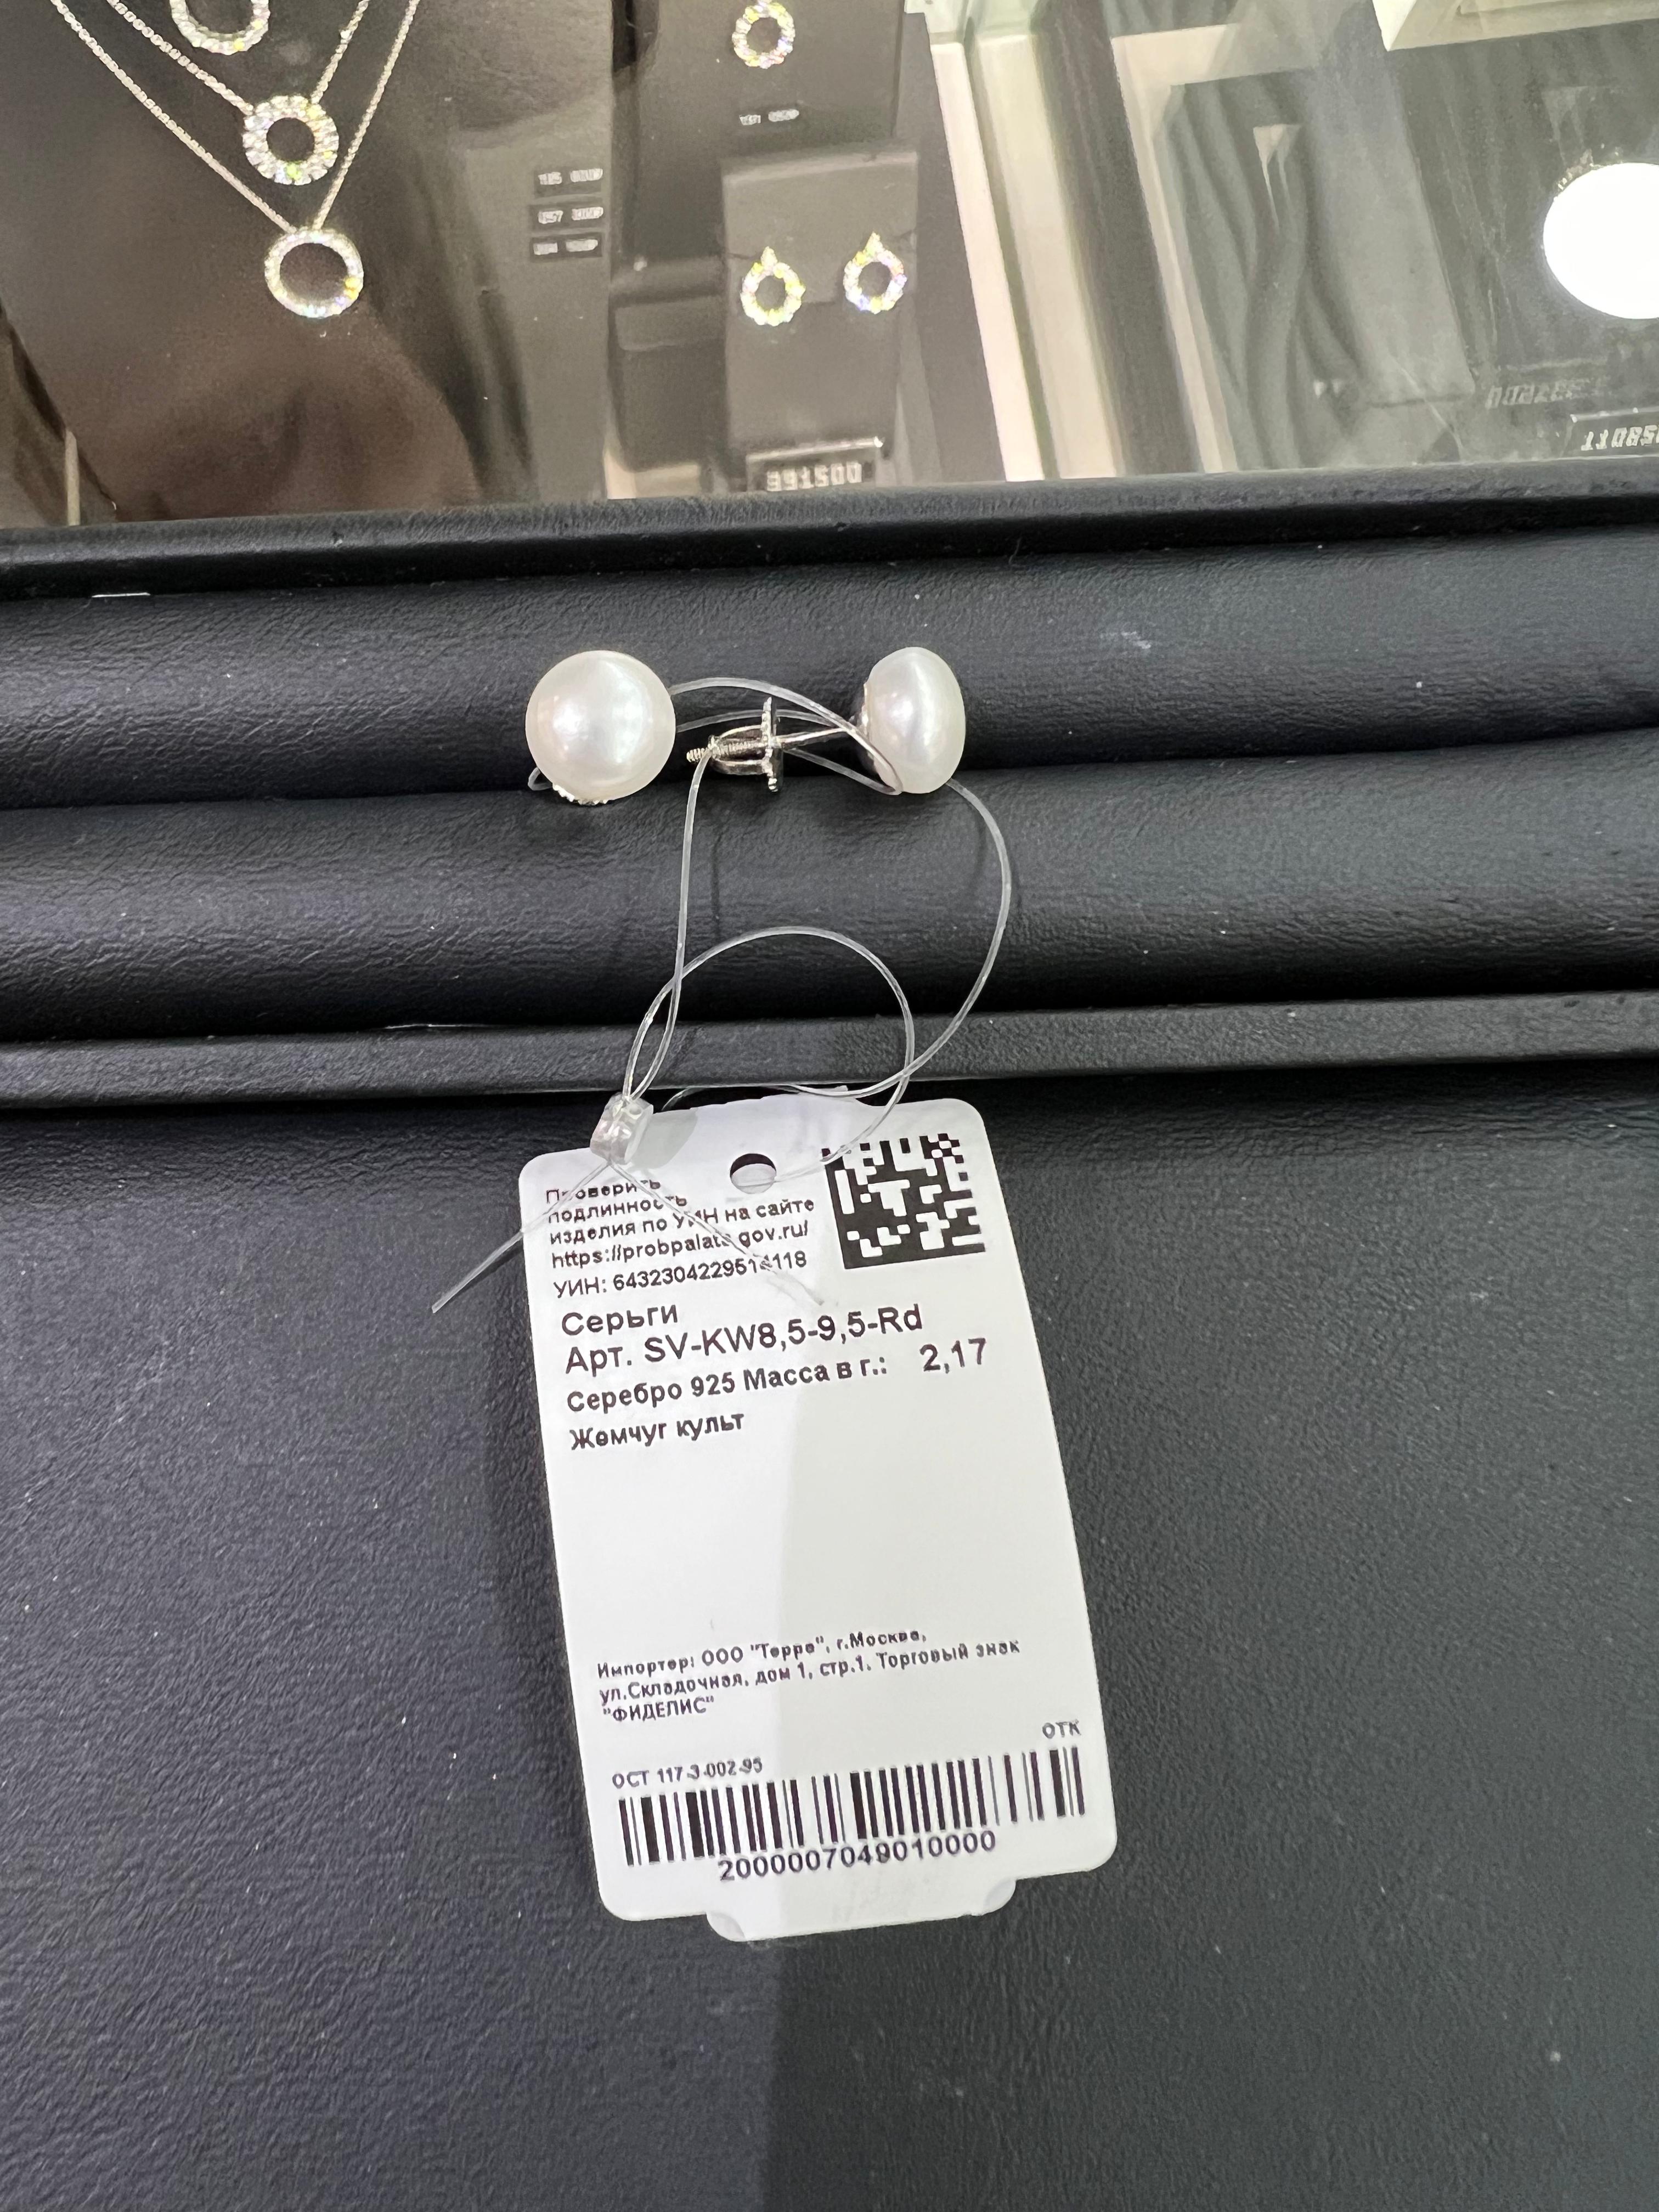 Проверить
подлинность
изделия по УИН на сайте
https://probpalata.gov.ru/
УИН: 6432304229514118
Серьги
Арт. SV-KW8,5-9,5-Rd
Серебро 925 Масса в г.: 2,17
Жемчуг культ
Импортер: ООО "Терра", г.Москва,
ул.Складочная, дом 1, стр.1. Торговый знак
"ФИДЕЛИС"
ОТК
ОСТ 117-3-002-95
2000007049010000